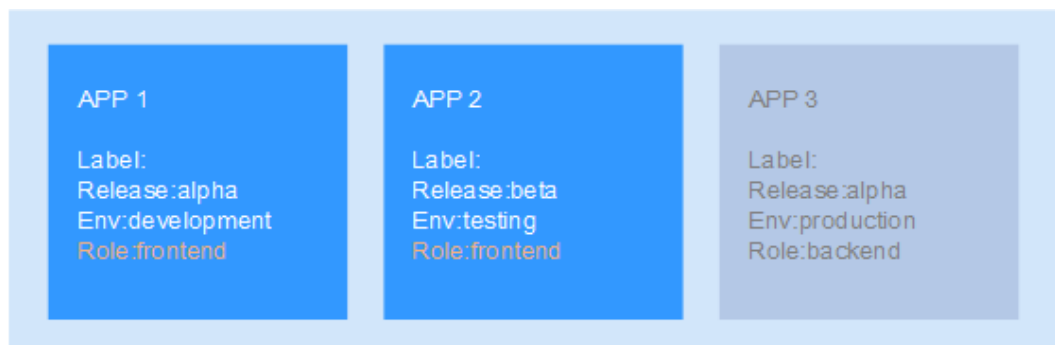 APP 1
Label:
Release:alpha
Env:development
Role:frontend
APP 2
Label:
Release:beta
Env:testing
Role:frontend
APP 3
Label:
Release:alpha
Env:production
Role:backend